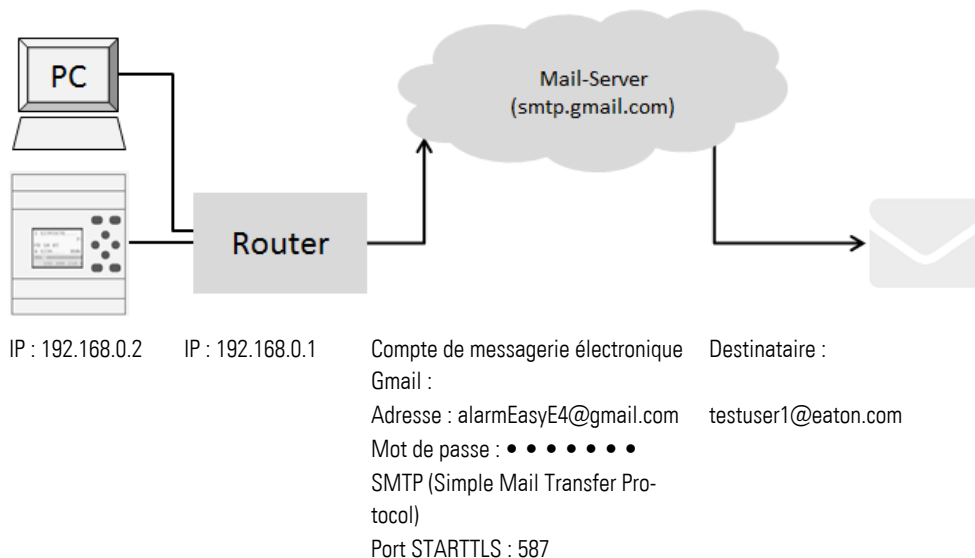 PC
Mail-Server
(smtp.gmail.com)
Router
IP : 192.168.0.2
IP : 192.168.0.1
Compte de messagerie électronique
Gmail :
Adresse : alarmEasyE4@gmail.com
Mot de passe : • • • • • • •
SMTP (Simple Mail Transfer Pro-
tocol)
Port STARTTLS : 587
Destinataire :
testuser1@eaton.com